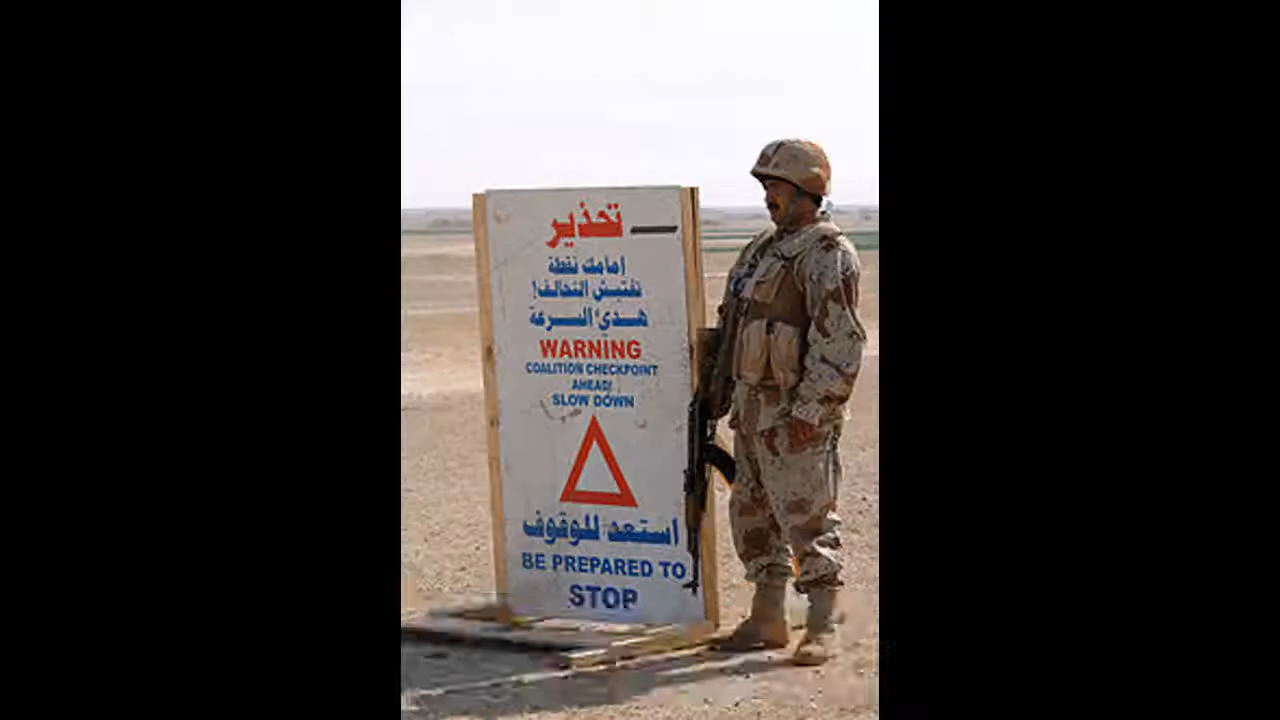 تحذير
امامك نقطة
تفتيش التحالف!
هدئ السرعة
WARNING
COALITION CHECKPOINT
AHEAD!
SLOW DOWN
استعد للوقوف
BE PREPARED TO
STOP